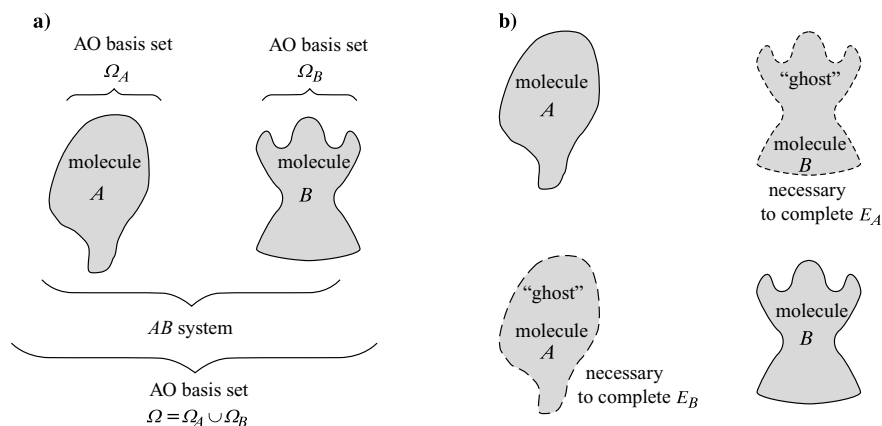 a)
AO basis set
Ω_A
AO basis set
Ω_B
molecule
A
molecule
B
AB system
AO basis set
Ω = Ω_A ∪ Ω_B
b)
molecule
A
“ghost”
molecule
B
necessary
to complete E_A
“ghost”
molecule
A
necessary
to complete E_B
molecule
B